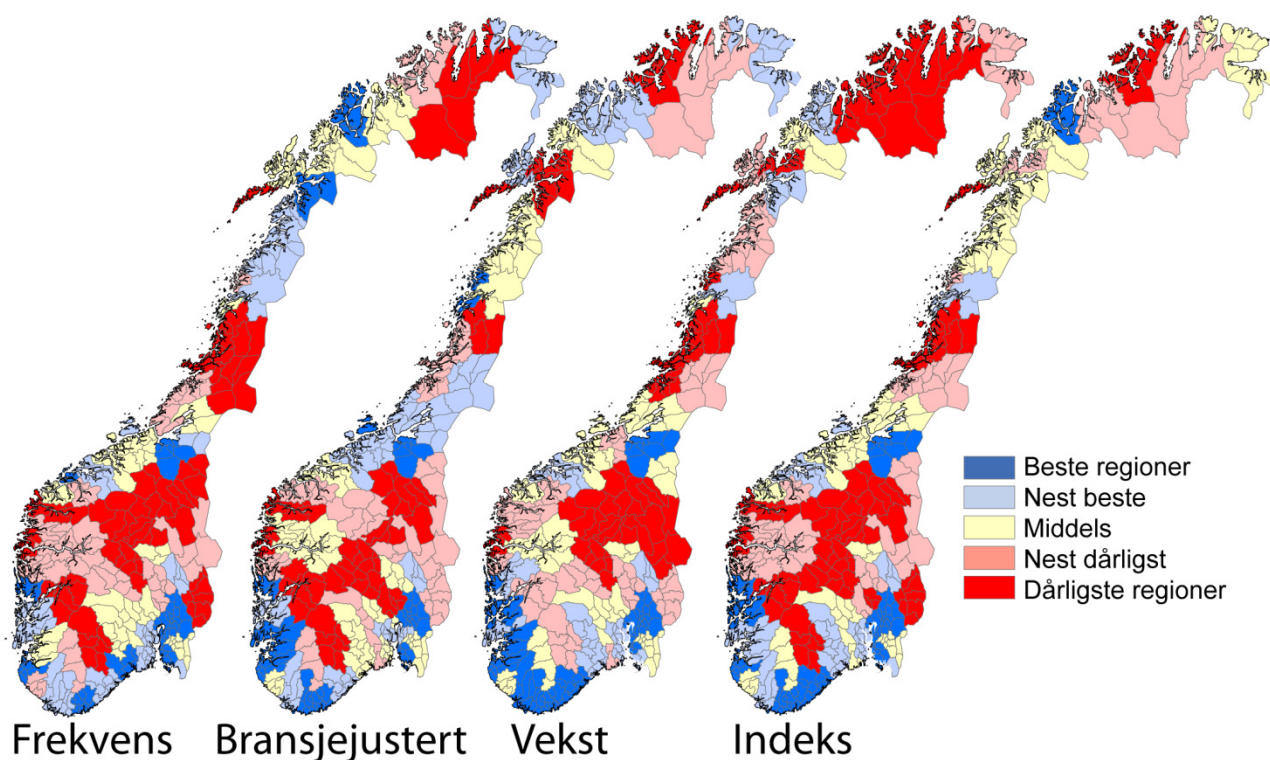 Beste regioner
Nest beste
Middels
Nest dårligst
Dårligste regioner
Frekvens Bransjejustert Vekst Indeks